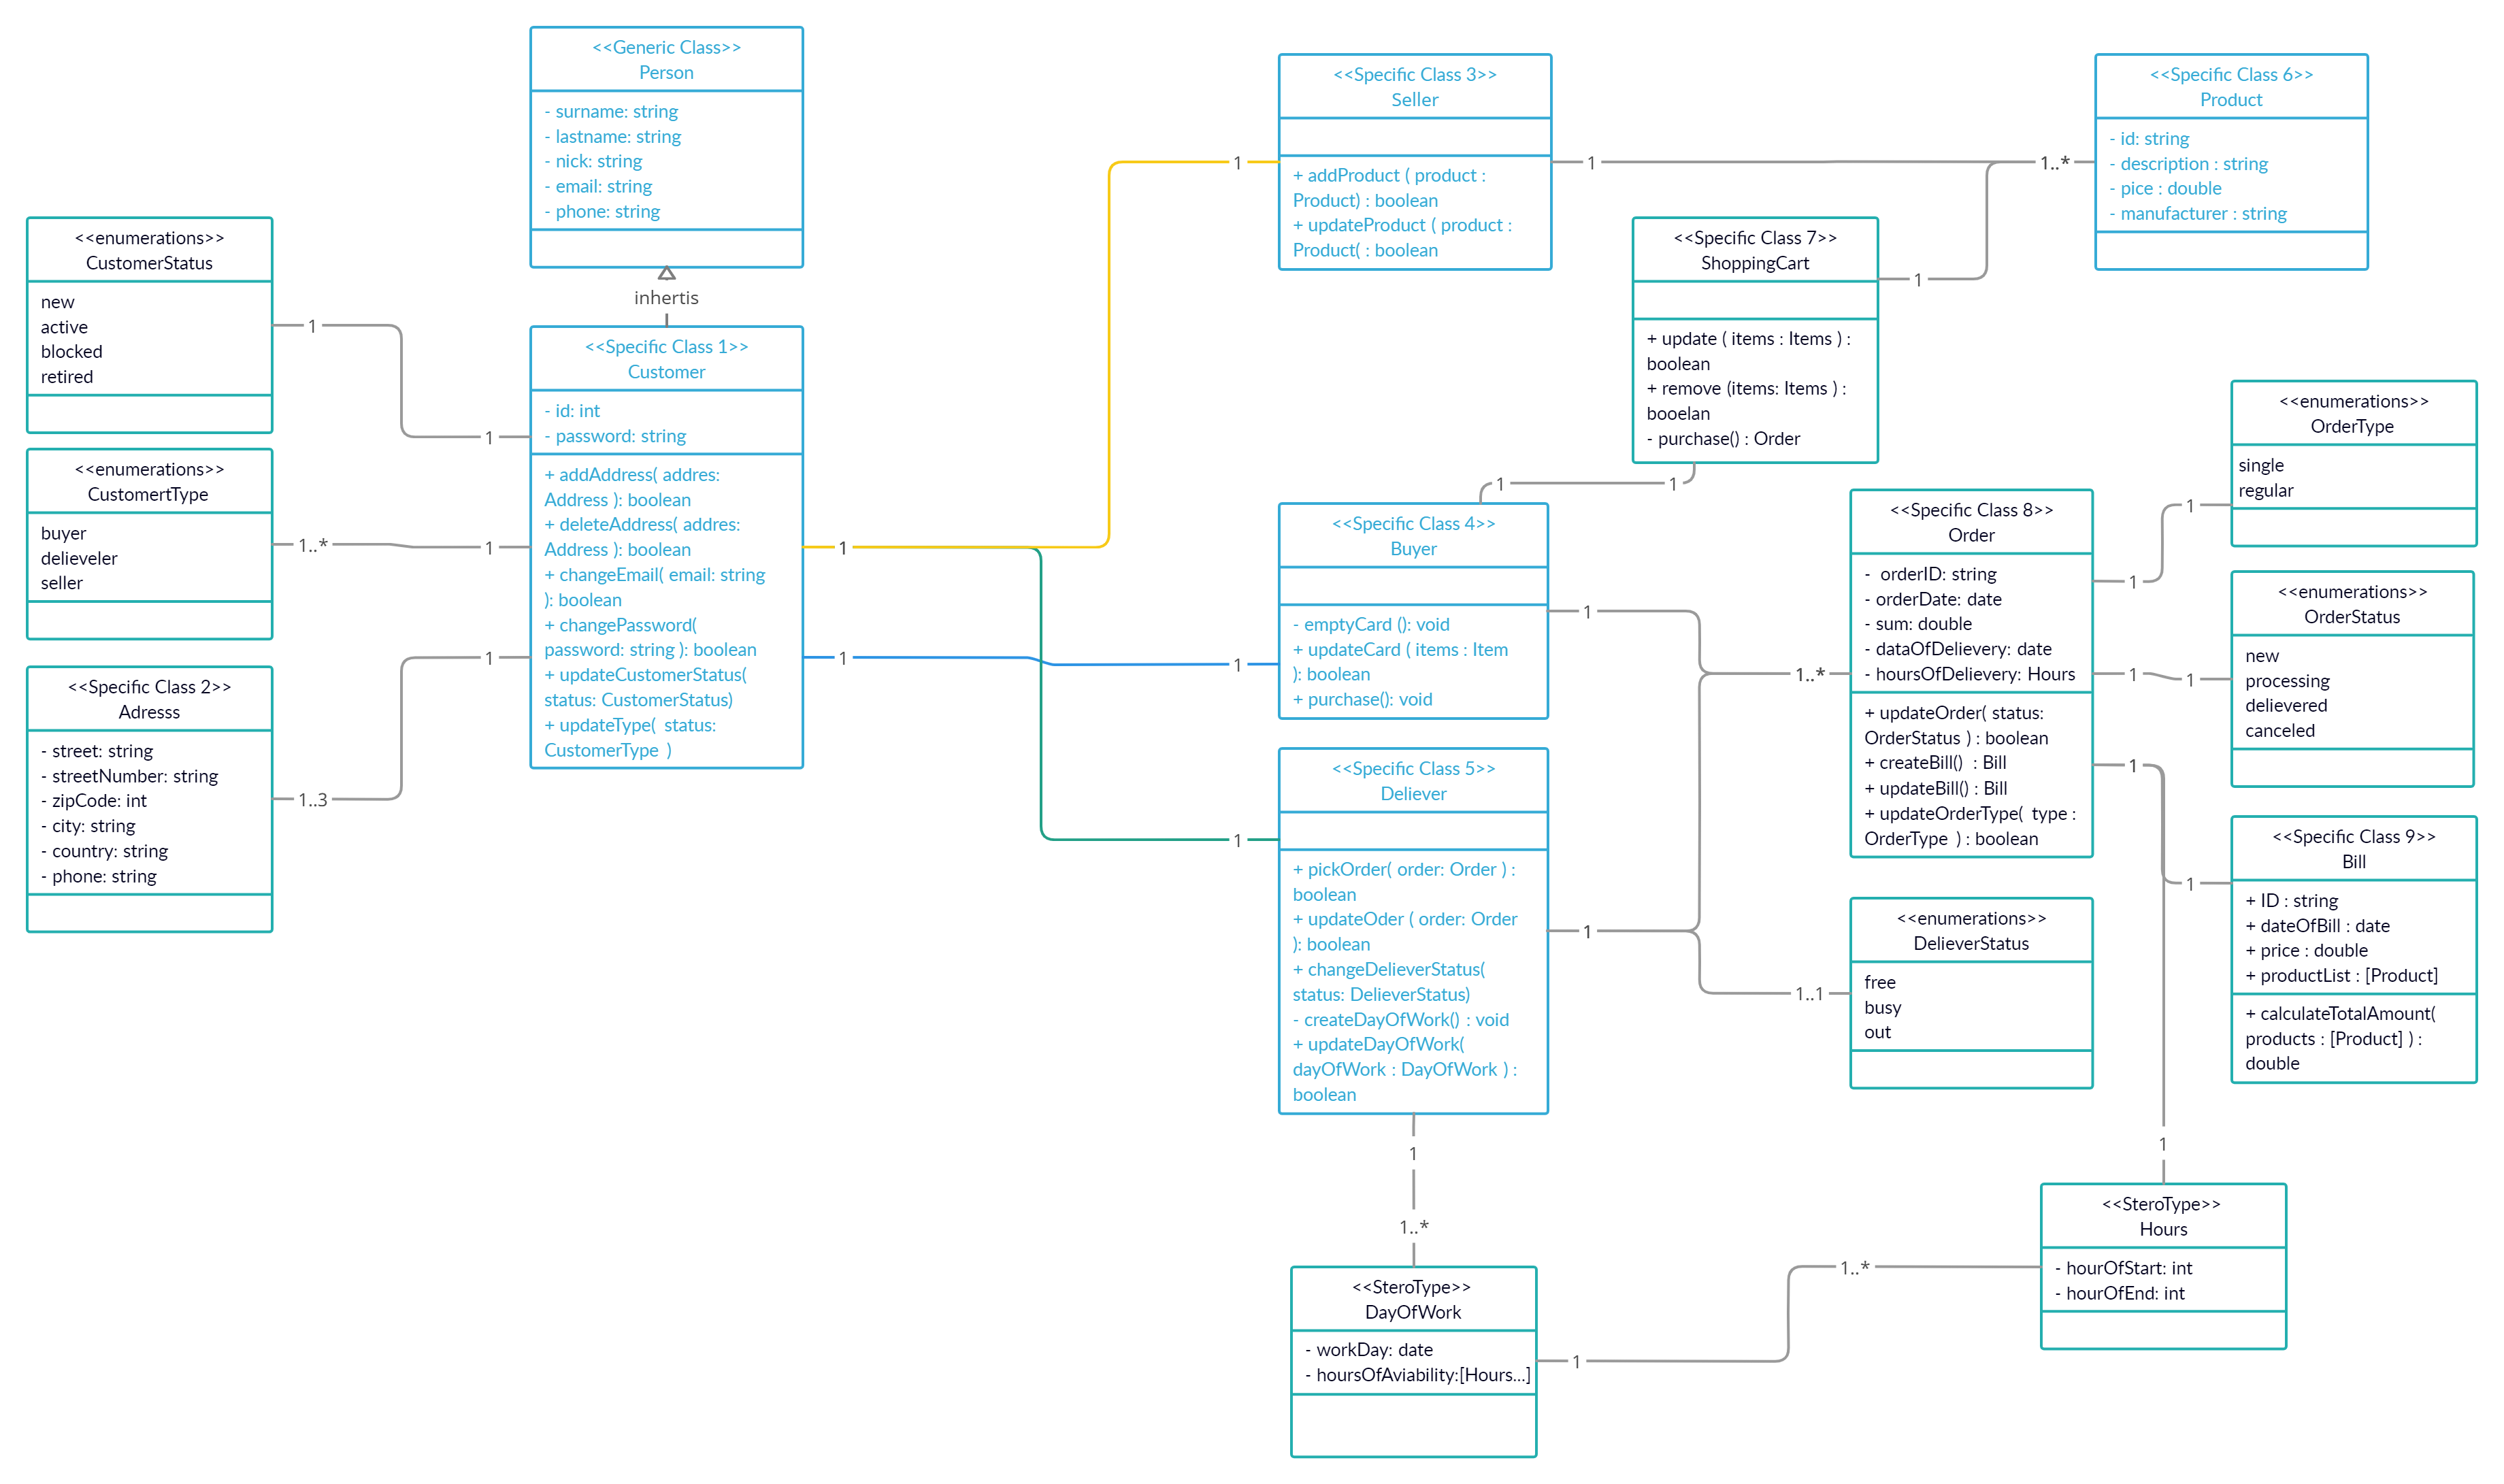 <<Generic Class>>
Person
- surname: string
- lastname: string
- nick: string
- email: string
- phone: string
inhertis
<<enumerations>>
CustomerStatus
new
active
blocked
retired
1
1
<<enumerations>>
CustomertType
buyer
delieveler
seller
1..*
1
<<Specific Class 2>>
Adresss
- street: string
- streetNumber: string
- zipCode: int
- city: string
- country: string
- phone: string
1..3
1
<<Specific Class 1>>
Customer
- id: int
- password: string
+ addAddress( addres:
Address ): boolean
+ deleteAddress( addres:
Address ): boolean
+ changeEmail( email: string
): boolean
+ changePassword(
password: string ): boolean
+ updateCustomerStatus(
status: CustomerStatus)
+ updateType(  status:
CustomerType  )
1
1
1
1
1
<<Specific Class 3>>
Seller
+ addProduct ( product :
Product) : boolean
+ updateProduct ( product :
Product( : boolean
1
1..*
<<Specific Class 6>>
Product
- id: string
- description : string
- pice : double
- manufacturer : string
<<Specific Class 7>>
ShoppingCart
+ update ( items : Items ) :
boolean
+ remove (items: Items ) :
booelan
- purchase() : Order
1
1
1
<<Specific Class 4>>
Buyer
- emptyCard (): void
+ updateCard ( items : Item
): boolean
+ purchase(): void
1
1..*
<<Specific Class 5>>
Deliever
+ pickOrder( order: Order ) :
boolean
+ updateOder ( order: Order
): boolean
+ changeDelieverStatus(
status: DelieverStatus)
- createDayOfWork() : void
+ updateDayOfWork(
dayOfWork : DayOfWork ) :
boolean
1
1..1
1
1..*
<<Specific Class 8>>
Order
-  orderID: string
- orderDate: date
- sum: double
- dataOfDelievery: date
- hoursOfDelievery: Hours
+ updateOrder( status:
OrderStatus ) : boolean
+ createBill()  : Bill
+ updateBill() : Bill
+ updateOrderType(  type :
OrderType  ) : boolean
1
1
1
1
1
1
1
<<enumerations>>
OrderType
single
regular
<<enumerations>>
OrderStatus
new
processing
delievered
canceled
<<enumerations>>
DelieverStatus
free
busy
out
<<Specific Class 9>>
Bill
+ ID : string
+ dateOfBill : date
+ price : double
+ productList : [Product]
+ calculateTotalAmount(
products : [Product] ) :
double
<<SteroType>>
Hours
- hourOfStart: int
- hourOfEnd: int
<<SteroType>>
DayOfWork
- workDay: date
- hoursOfAviability:[Hours...]
1
1..*